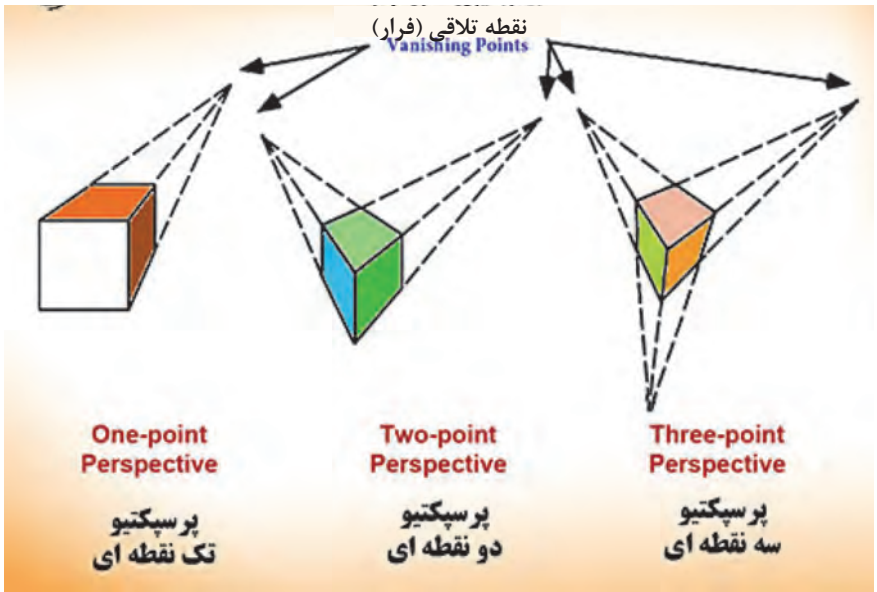 نقطه تلاقی (فرار)
Vanishing Points
One-point
Perspective
پرسپکتیو
تک نقطه ای
Two-point
Perspective
پرسپکتیو
دو نقطه ای
Three-point
Perspective
پرسپکتیو
سه نقطه ای